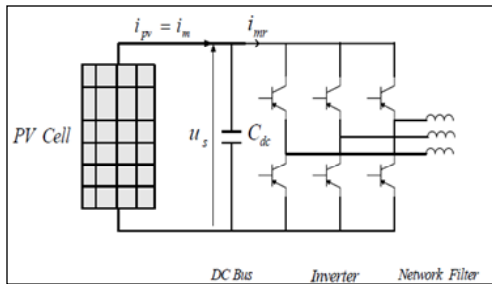 i_pv = i_m
i_mr
PV Cell
u_s
C_dc
DC Bus
Inverter
Network Filter